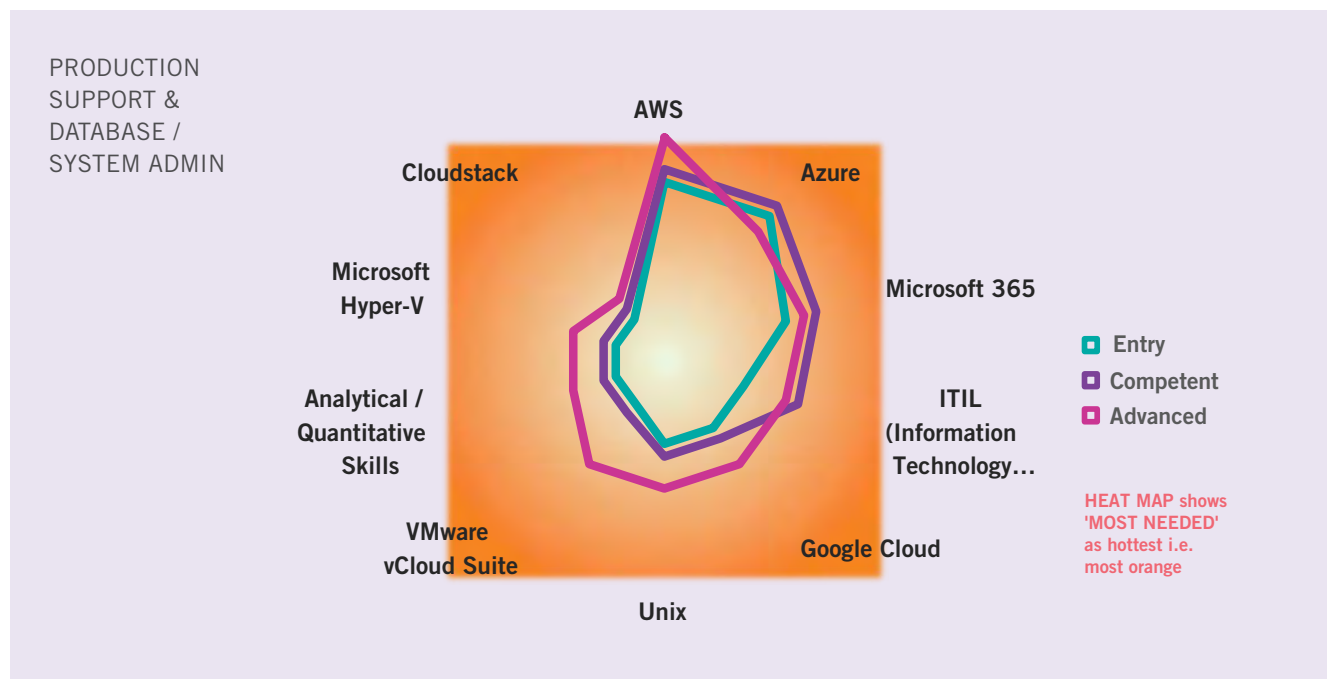 PRODUCTION
SUPPORT &
DATABASE /
SYSTEM ADMIN
AWS
Cloudstack
Azure
Microsoft
Hyper-V
Microsoft 365
Entry
Competent
Advanced
Analytical /
Quantitative
Skills
ITIL
(Information
Technology…
HEAT MAP shows
'MOST NEEDED'
as hottest i.e.
most orange
VMware
vCloud Suite
Google Cloud
Unix